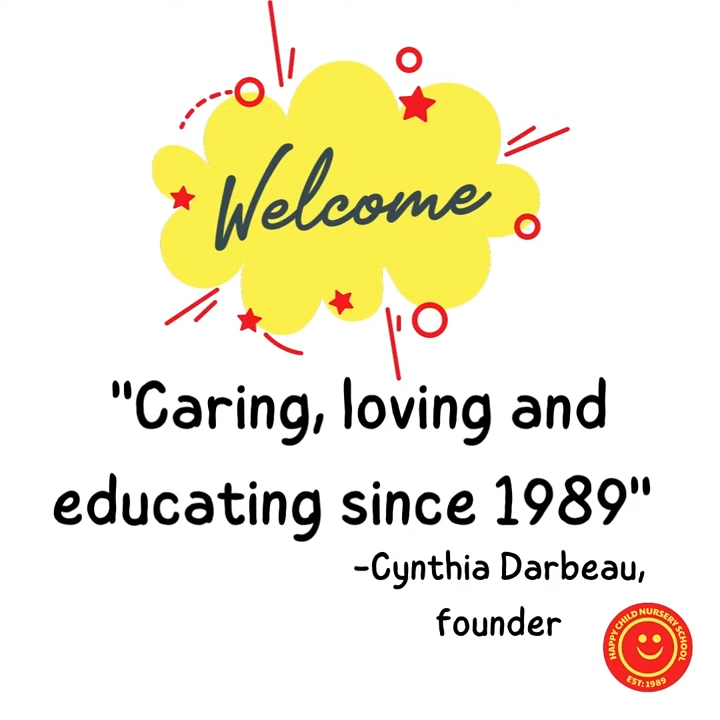 Welcome
"Caring, loving and
educating since 1989"
-Cynthia Darbeau,
founder
HAPPY CHILD NURSERY SCHOOL
EST: 1989